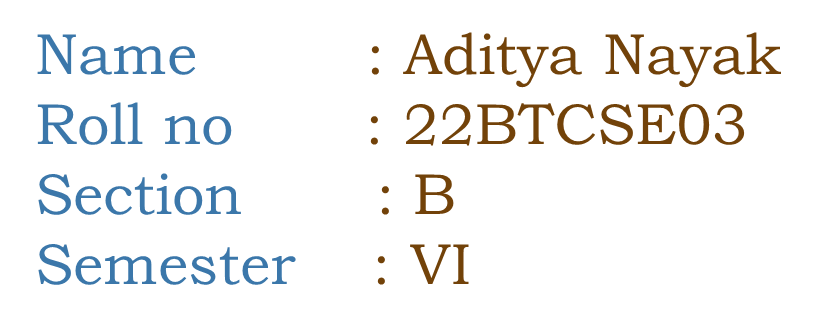 Name : Aditya Nayak
Roll no : 22BTCSE03
Section : B
Semester : VI